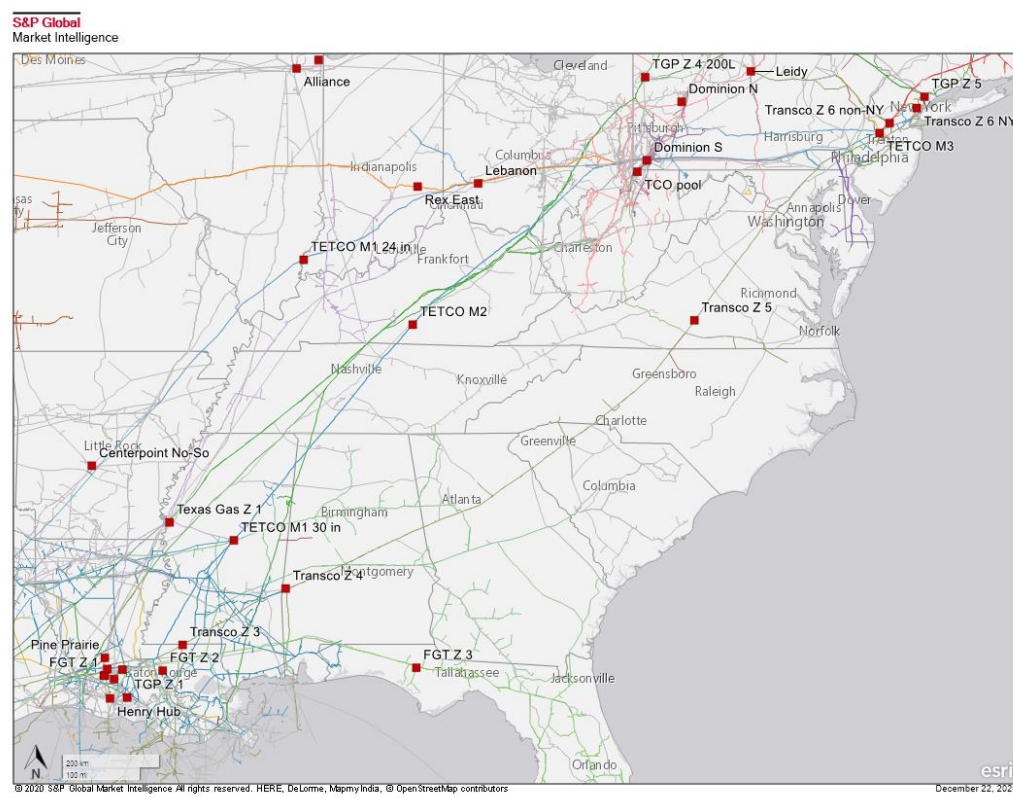 S&P Global
Market Intelligence
Des Moines
Cleveland
TGP Z 4 200L
Leidy
Alliance
Dominion N
TGP Z 5
New York
Transco Z 6 non-NY
Transco Z 6 NY
Pittsburgh
Harrisburg
Trenton
TETCO M3
Columbus
Dominion S
Philadelphia
Indianapolis
Lebanon
TCO pool
Rex East
Cincinnati
Dover
Annapolis
Washington
Jefferson
City
TETCO M1 24 in
Louisville
Frankfort
Charleston
Richmond
TETCO M2
Transco Z 5
Norfolk
Nashville
Knoxville
Greensboro
Raleigh
Charlotte
Little Rock
Greenville
Centerpoint No-So
Columbia
Atlanta
Texas Gas Z 1
Birmingham
TETCO M1 30 in
Transco Z 4
Montgomery
Transco Z 3
Pine Prairie
FGT Z 1
FGT Z 2
FGT Z 3
Baton Rouge
Tallahassee
TGP Z 1
Jacksonville
Henry Hub
Orlando
200 km
100 mi
N
esri
© 2020 S&P Global Market Intelligence All rights reserved. HERE, DeLorme, MapmyIndia, © OpenStreetMap contributors
December 22, 202